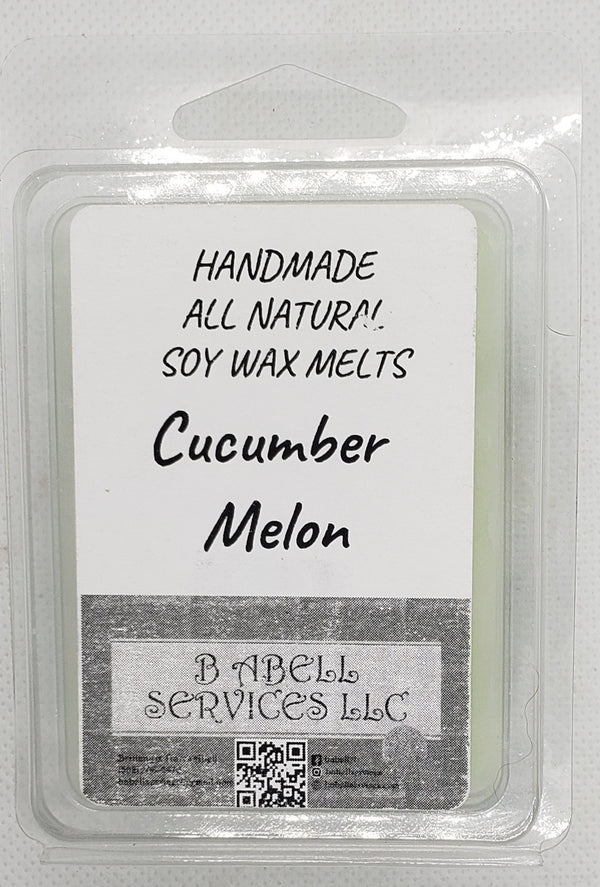 HANDMADE
ALL NATURAL
SOY WAX MELTS
Cucumber
Melon
B ABELL
SERVICES LLC